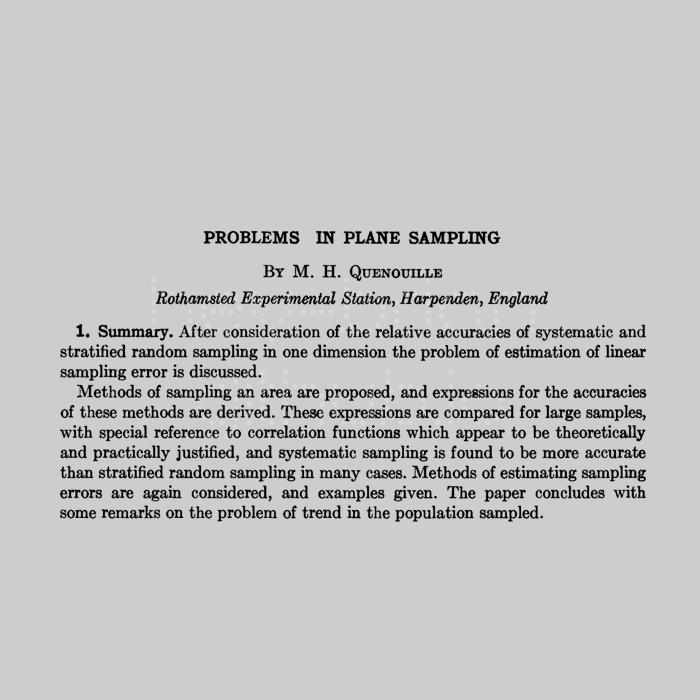 PROBLEMS IN PLANE SAMPLING
By M. H. Quenouille
Rothamsted Experimental Station, Harpenden, England
1. Summary. After consideration of the relative accuracies of systematic and
stratified random sampling in one dimension the problem of estimation of linear
sampling error is discussed.
Methods of sampling an area are proposed, and expressions for the accuracies
of these methods are derived. These expressions are compared for large samples,
with special reference to correlation functions which appear to be theoretically
and practically justified, and systematic sampling is found to be more accurate
than stratified random sampling in many cases. Methods of estimating sampling
errors are again considered, and examples given. The paper concludes with
some remarks on the problem of trend in the population sampled.